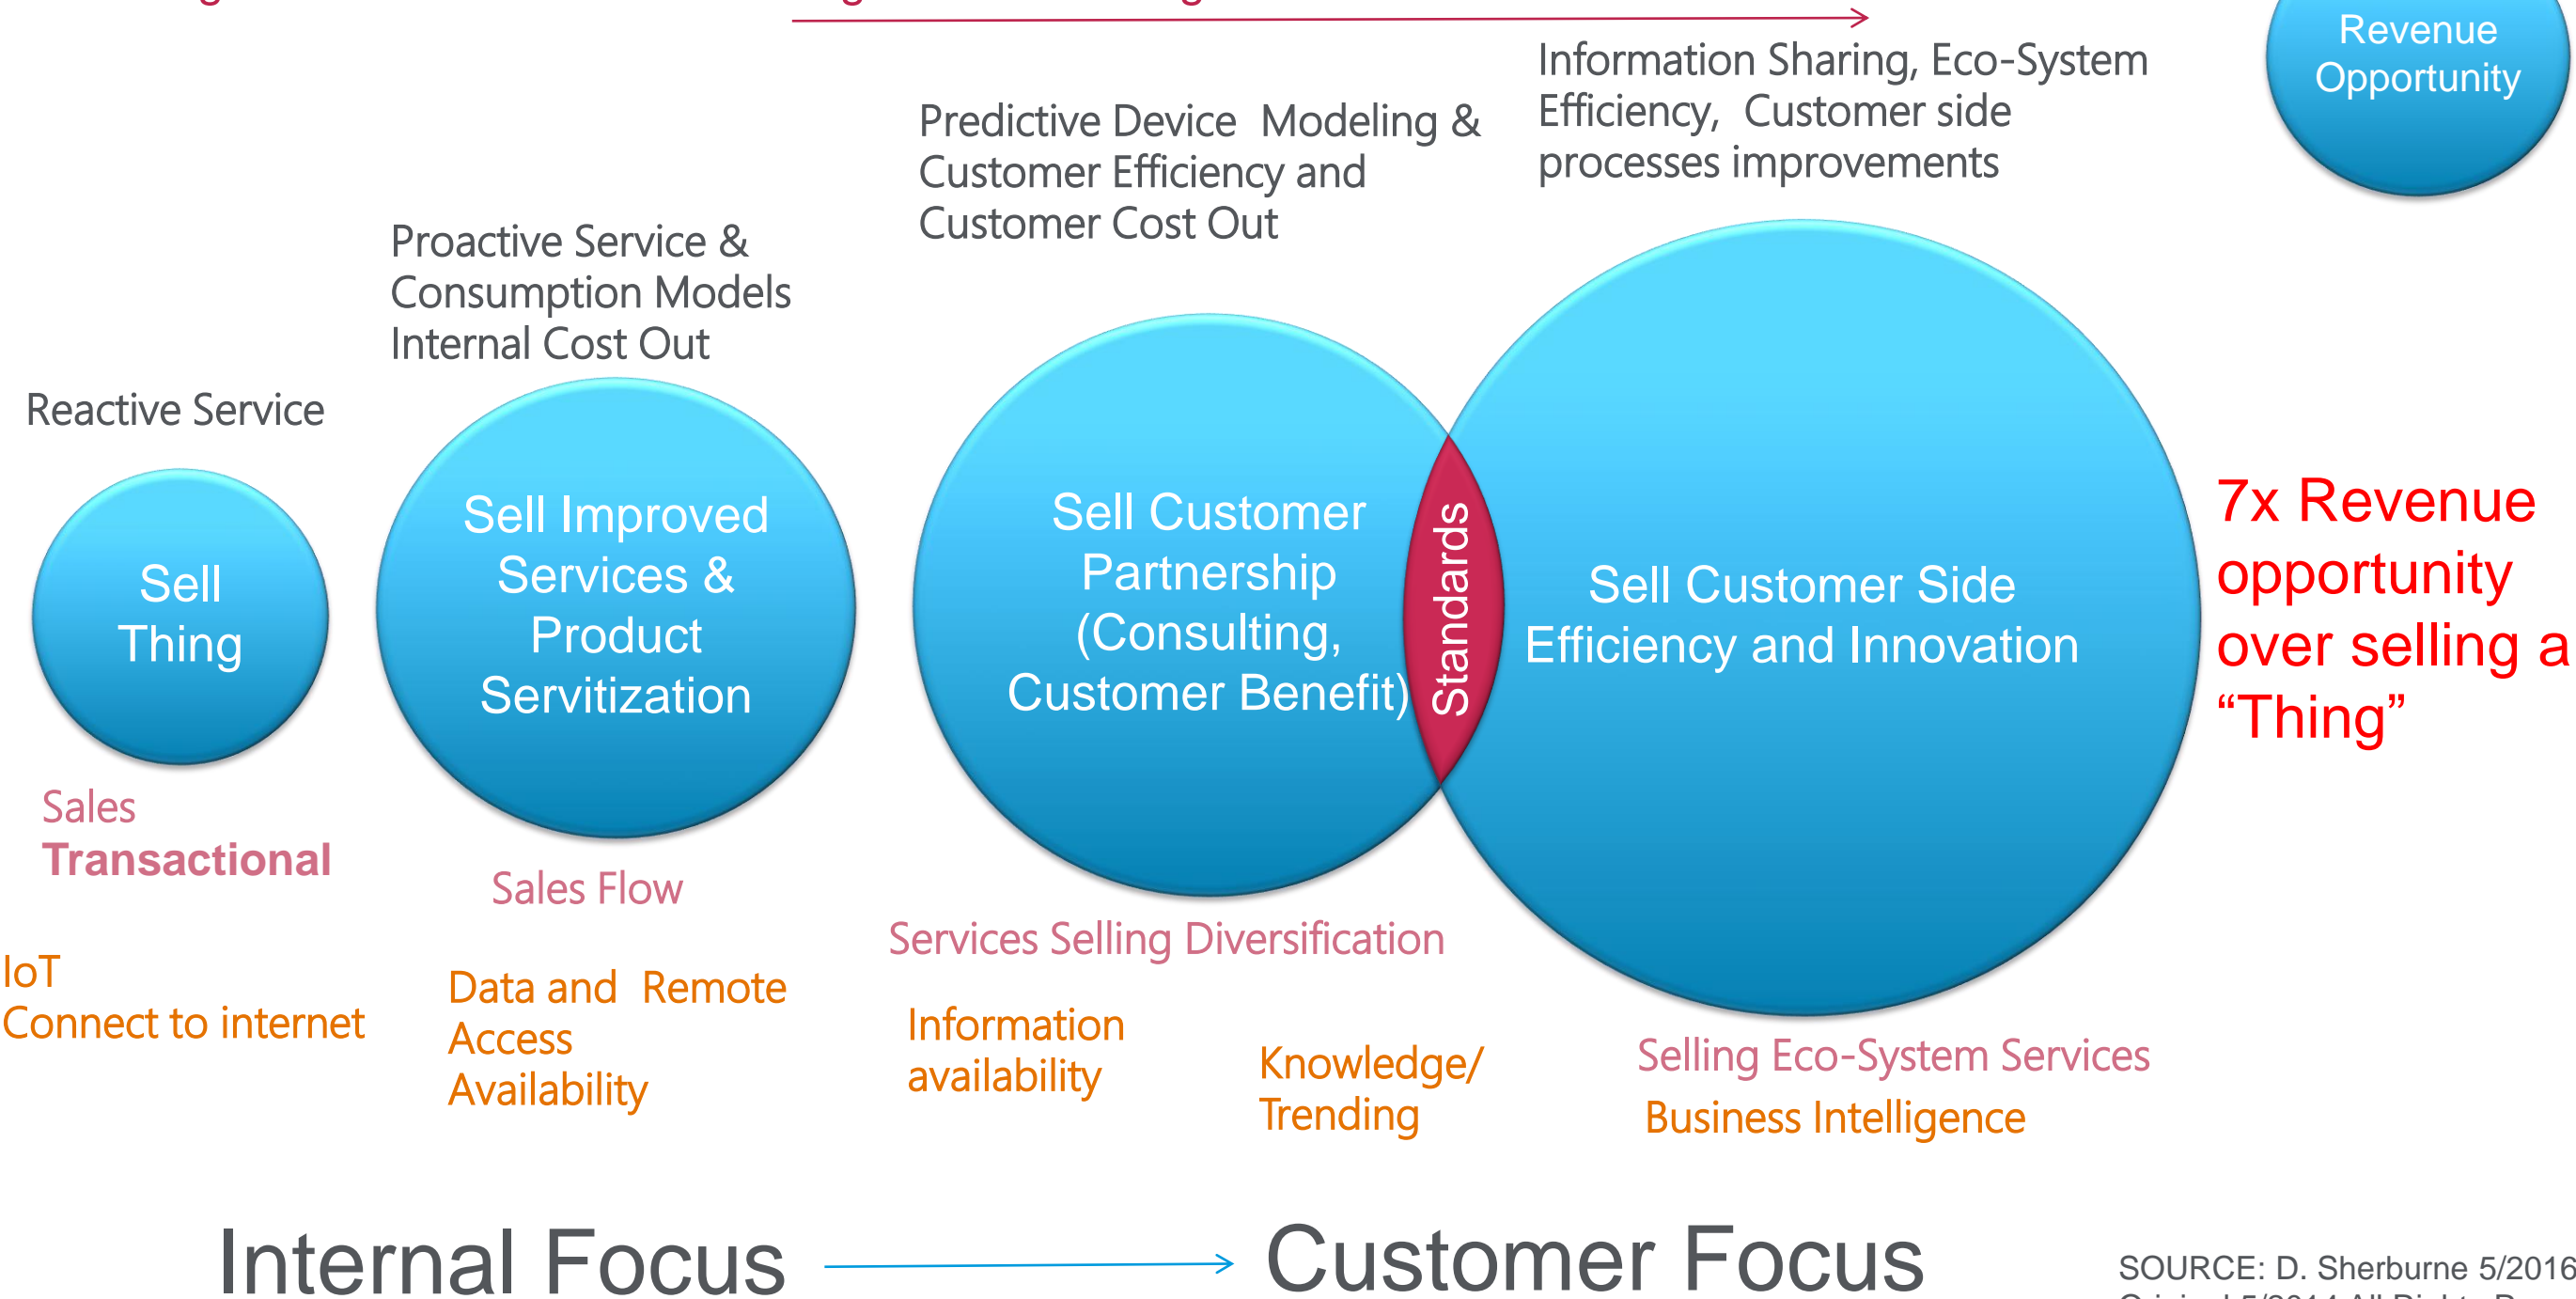 Revenue
Opportunity
Information Sharing, Eco-System
Efficiency, Customer side
processes improvements
Predictive Device Modeling &
Customer Efficiency and
Customer Cost Out
Proactive Service &
Consumption Models
Internal Cost Out
Reactive Service
Sell
Thing
Sell Improved
Services &
Product
Servitization
Sell Customer
Partnership
(Consulting,
Customer Benefit)
Standards
Sell Customer Side
Efficiency and Innovation
7x Revenue
opportunity
over selling a
“Thing”
Sales
Transactional
Sales Flow
Services Selling Diversification
Selling Eco-System Services
IoT
Connect to internet
Data and Remote
Access
Availability
Information
availability
Knowledge/
Trending
Business Intelligence
Internal Focus
Customer Focus
SOURCE: D. Sherburne 5/2016